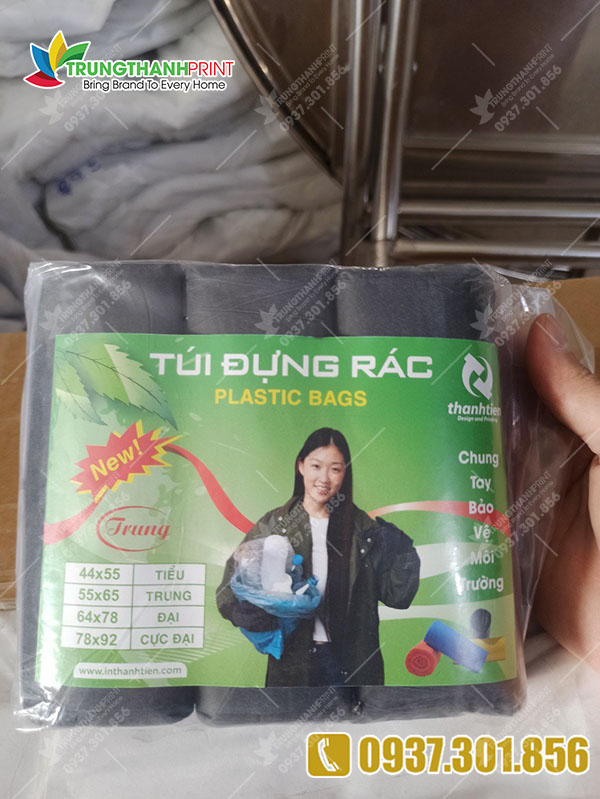 TRUNGTHANHPRINT
Bring Brand To Every Home
TÚI ĐỰNG RÁC
PLASTIC BAGS
thanhtien
Design and Printing
New!
Trung
Chung
Tay
Bảo
Vệ
Môi
Trường
44x55 TIỂU
55x65 TRUNG
64x78 ĐẠI
78x92 CỰC ĐẠI
www.inthanhtien.com
0937.301.856